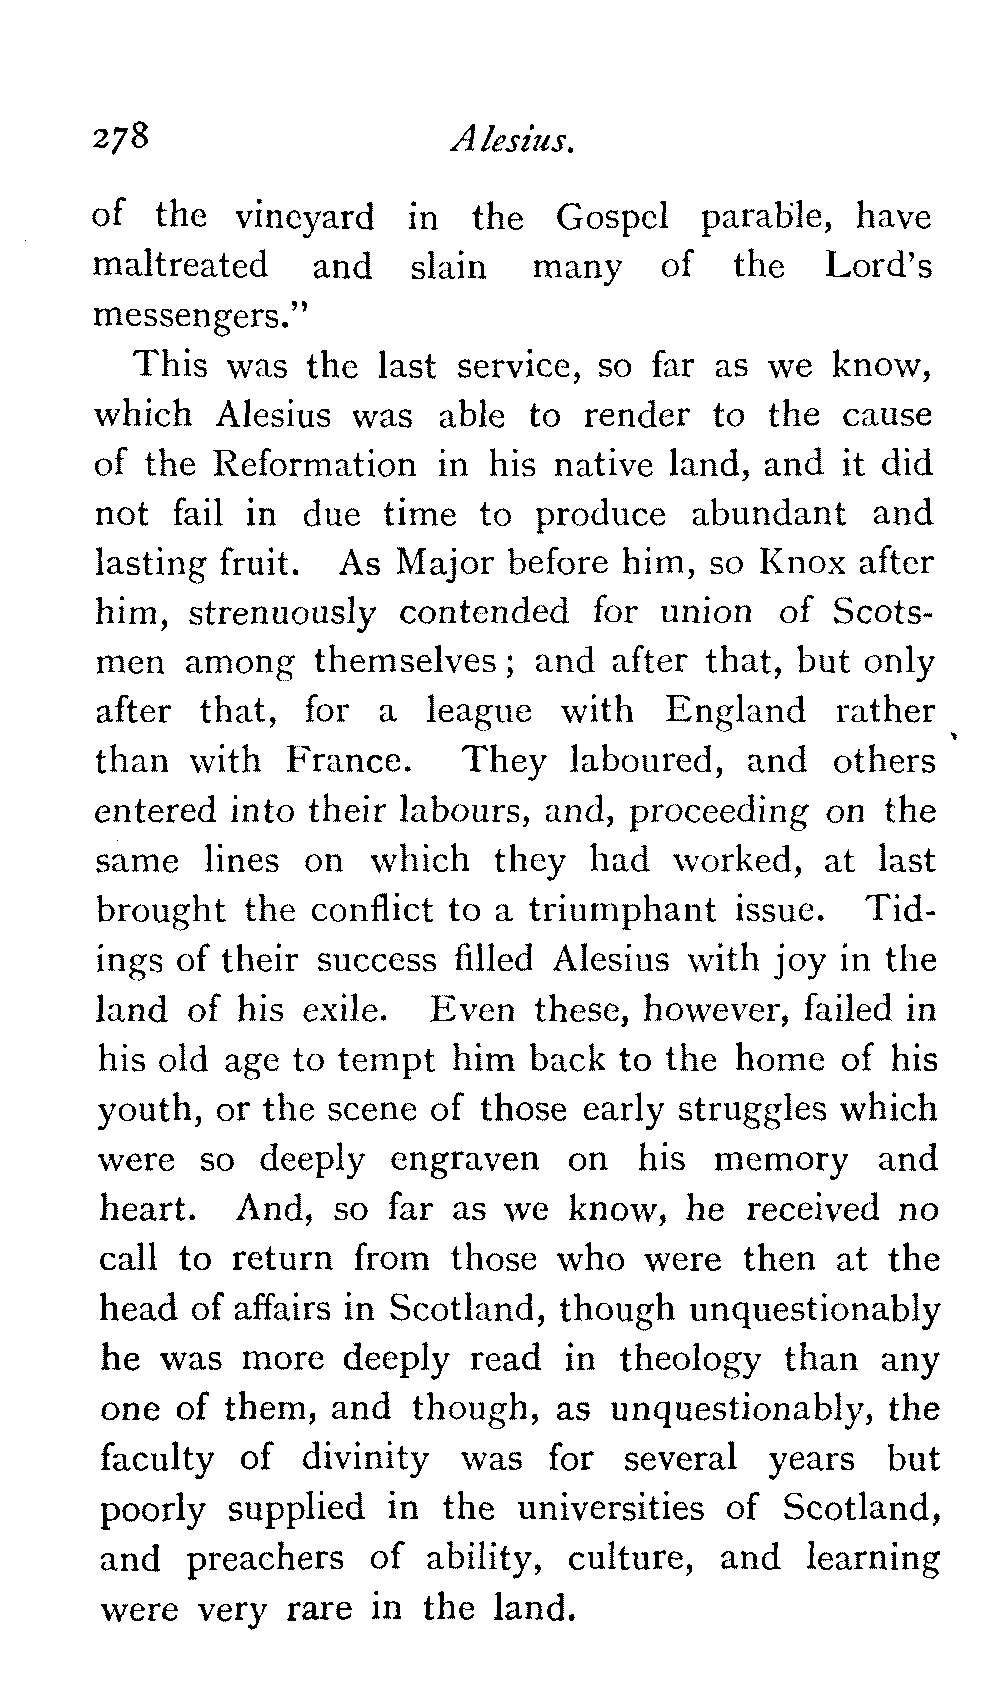 278 Alesius.
of the vineyard in the Gospel parable, have
maltreated and slain many of the Lord's
messengers."
This was the last service, so far as we know,
which Alesius was able to render to the cause
of the Reformation in his native land, and it did
not fail in due time to produce abundant and
lasting fruit. As Major before him, so Knox after
him, strenuously contended for union of Scots-
men among themselves; and after that, but only
after that, for a league with England rather
than with France. They laboured, and others
entered into their labours, and, proceeding on the
same lines on which they had worked, at last
brought the conflict to a triumphant issue. Tid-
ings of their success filled Alesius with joy in the
land of his exile. Even these, however, failed in
his old age to tempt him back to the home of his
youth, or the scene of those early struggles which
were so deeply engraven on his memory and
heart. And, so far as we know, he received no
call to return from those who were then at the
head of affairs in Scotland, though unquestionably
he was more deeply read in theology than any
one of them, and though, as unquestionably, the
faculty of divinity was for several years but
poorly supplied in the universities of Scotland,
and preachers of ability, culture, and learning
were very rare in the land.